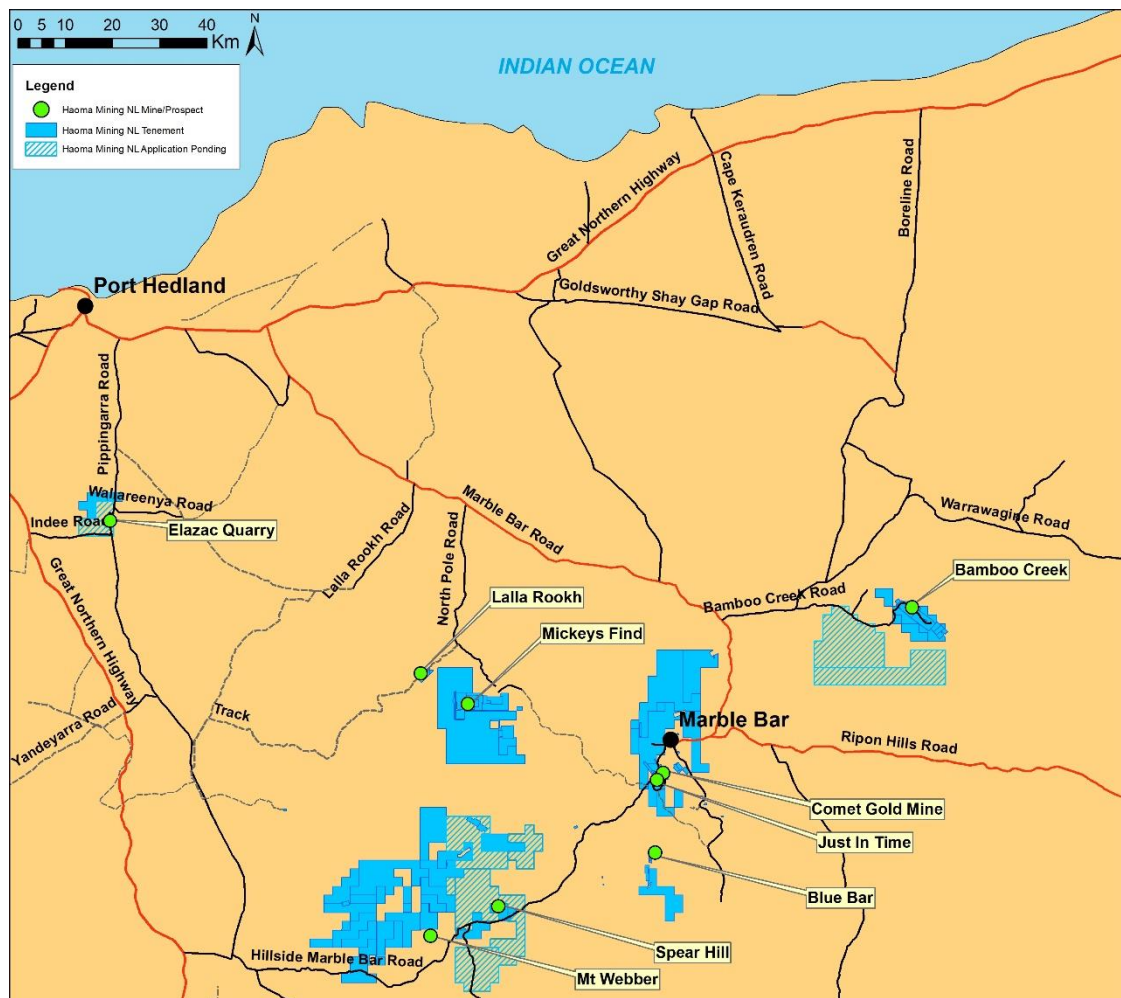 0 5 10 20 30 40
Km
N
INDIAN OCEAN
Legend
Haoma Mining NL Mine/Prospect
Haoma Mining NL Tenement
Haoma Mining NL Application Ponding
Great Northern Highway
Cape Keraudren Road
Boreline Road
Port Hedland
Goldsworthy Shay Gap Road
Pippingarra Road
Wallareenya Road
Indee Road
Elazac Quarry
Marble Bar Road
Lalla Rookh Road
North Pole Road
Warrawagine Road
Bamboo Creek
Bamboo Creek Road
Great Northern Highway
Lalla Rookh
Mickeys Find
Track
Yandeyarra Road
Marble Bar
Ripon Hills Road
Comet Gold Mine
Just In Time
Blue Bar
Spear Hill
Hillside Marble Bar Road
Mt Webber